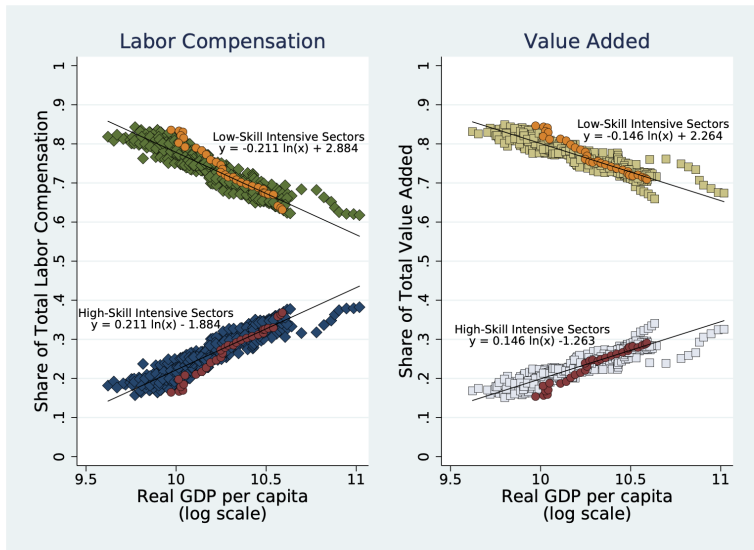 Labor Compensation
Share of Total Labor Compensation
1
.9
.8
.7
.6
.5
.4
.3
.2
.1
0
Low-Skill Intensive Sectors
y = -0.211 ln(x) + 2.884
High-Skill Intensive Sectors
y = 0.211 ln(x) - 1.884
9.5
10
10.5
11
Real GDP per capita
(log scale)
Value Added
Share of Total Value Added
1
.9
.8
.7
.6
.5
.4
.3
.2
.1
0
Low-Skill Intensive Sectors
y = -0.146 ln(x) + 2.264
High-Skill Intensive Sectors
y = 0.146 ln(x) -1.263
9.5
10
10.5
11
Real GDP per capita
(log scale)